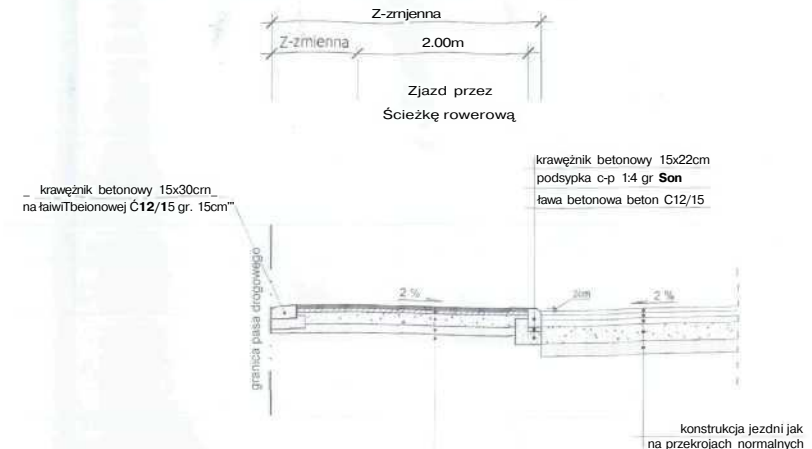 Z-zrnjenna
Z-zmienna
2.00m
Zjazd przez
Ścieżkę rowerową
krawężnik betonowy 15x22cm
podsypka c-p 1:4 gr Son
ława betonowa beton C12/15
_ krawężnik betonowy 15x30crn_
na łaiwiTbeionowej Ć12/15 gr. 15cm'"
granica pasa drogowego
2 %
2cm
2 %
konstrukcja jezdni jak
na przekrojach normalnych